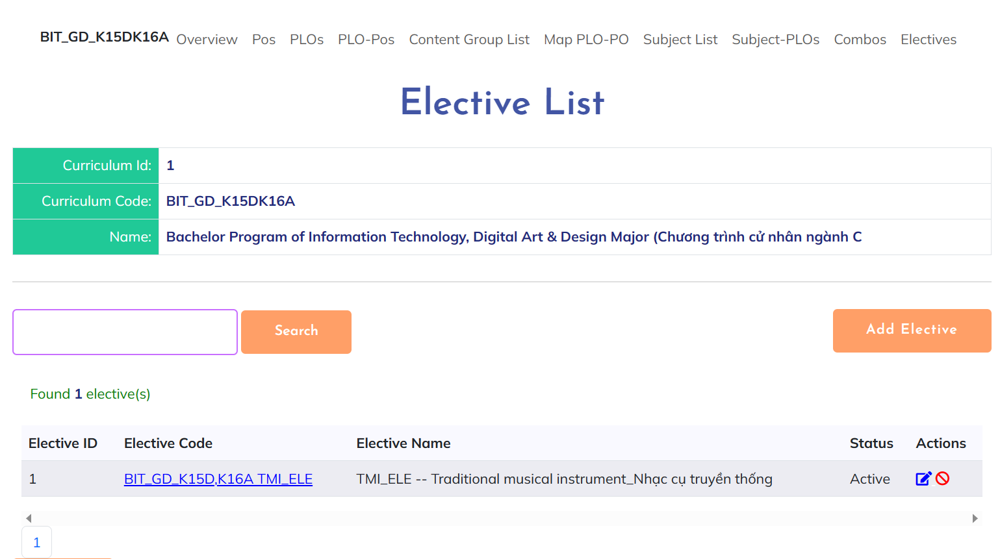 BIT_GD_K15DK16A Overview Pos PLOs PLO-Pos Content Group List Map PLO-PO Subject List Subject-PLOs Combos Electives
Elective List
Curriculum Id: 1
Curriculum Code: BIT_GD_K15DK16A
Name: Bachelor Program of Information Technology, Digital Art & Design Major (Chương trình cử nhân ngành C
Search Add Elective
Found 1 elective(s)
Elective ID Elective Code Elective Name Status Actions
1 BIT_GD_K15D,K16A TMI_ELE TMI_ELE -- Traditional musical instrument_Nhạc cụ truyền thống Active
1